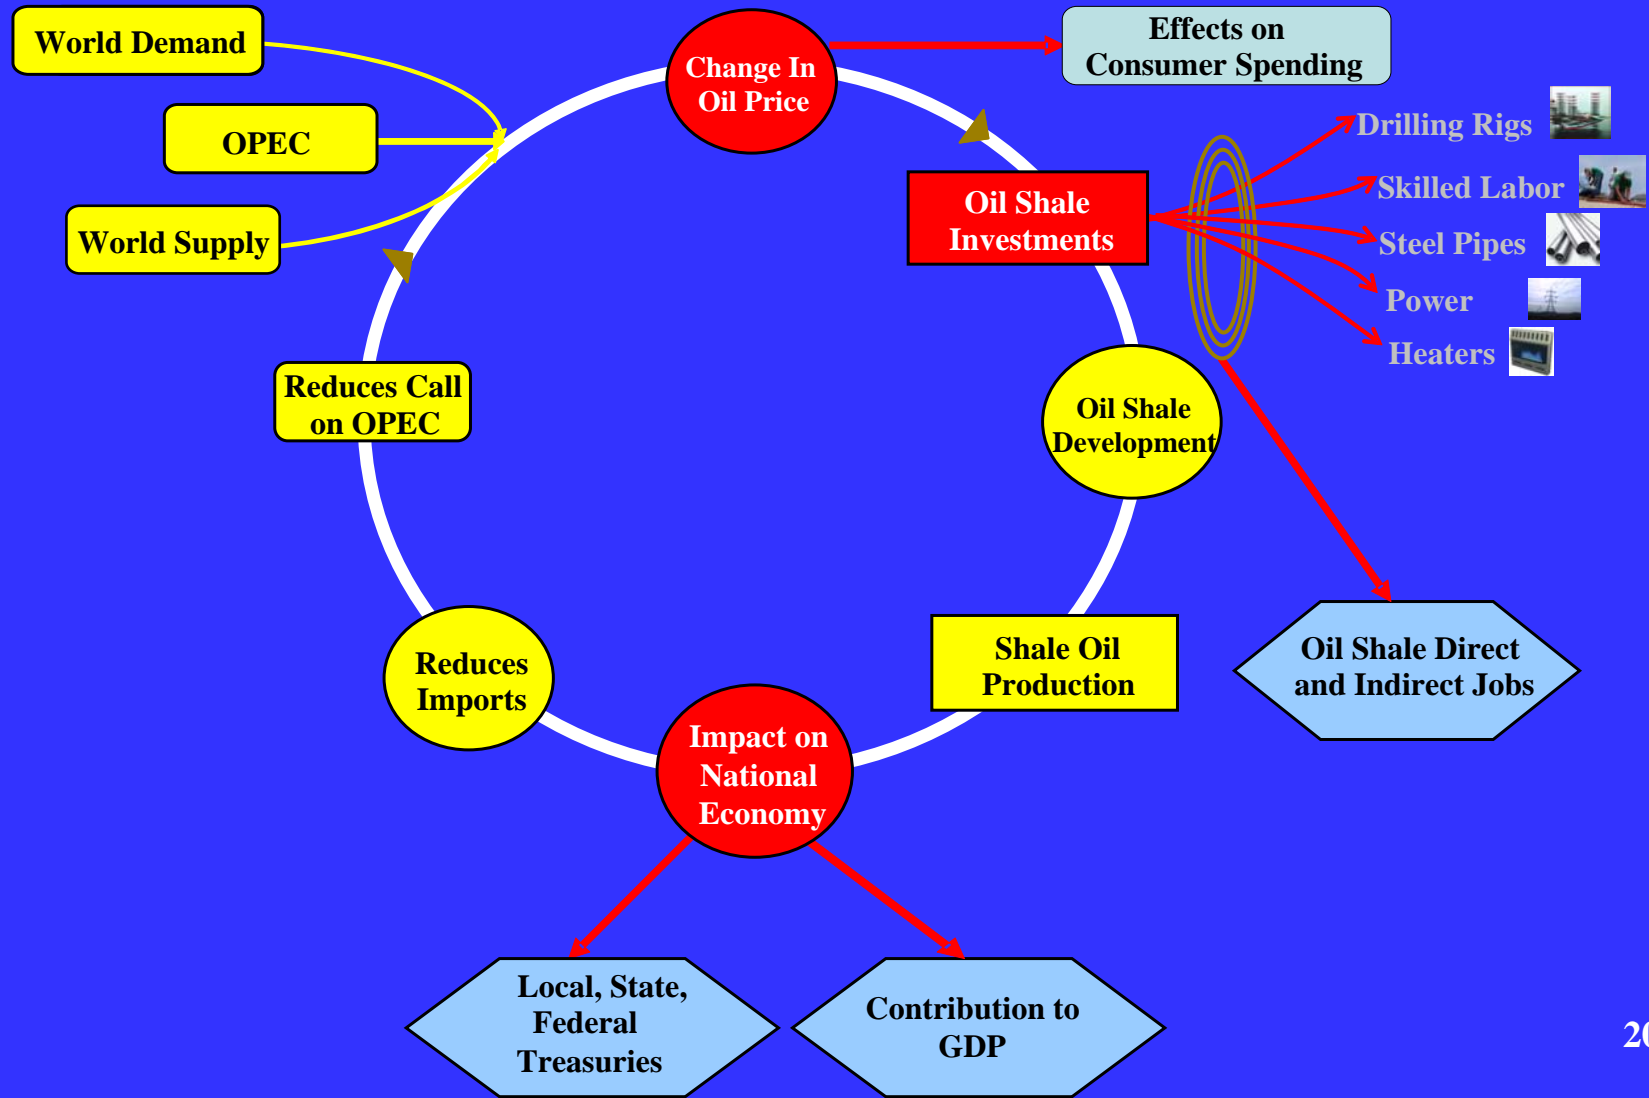 World Demand
OPEC
World Supply
Change In
Oil Price
Effects on
Consumer Spending
Drilling Rigs
Skilled Labor
Steel Pipes
Power
Heaters
Oil Shale
Investments
Oil Shale
Development
Reduces Call
on OPEC
Shale Oil
Production
Oil Shale Direct
and Indirect Jobs
Reduces
Imports
Impact on
National
Economy
Local, State,
Federal
Treasuries
Contribution to
GDP
20